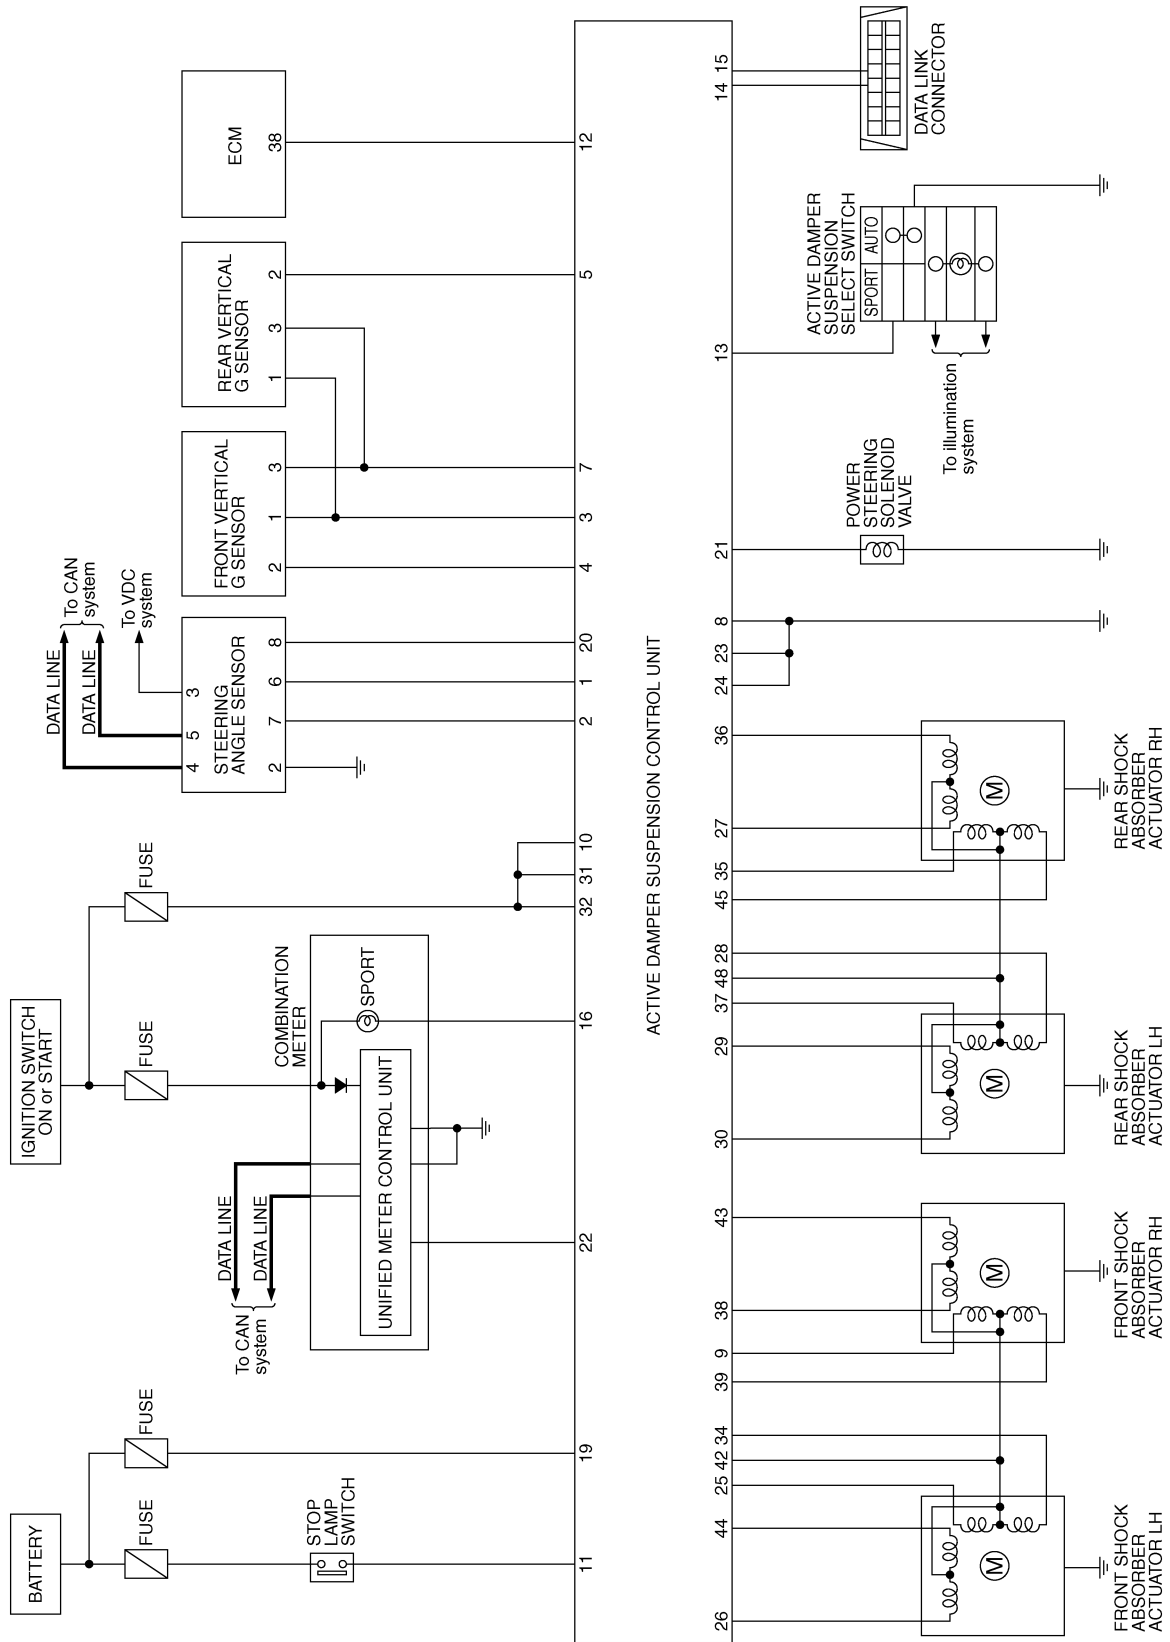 BATTERY
FUSE
FUSE
STOP
LAMP
SWITCH
11
19
IGNITION SWITCH
ON or START
FUSE
FUSE
COMBINATION
METER
SPORT
UNIFIED METER CONTROL UNIT
DATA LINE
DATA LINE
To CAN
system
22
16
32
31
10
DATA LINE
DATA LINE
To CAN
system
To VDC
system
4
5
3
STEERING
ANGLE SENSOR
2
7
6
8
2
1
20
FRONT VERTICAL
G SENSOR
2
1
3
4
3
7
REAR VERTICAL
G SENSOR
1
3
2
5
ECM
38
12
ACTIVE DAMPER SUSPENSION CONTROL UNIT
26
44
25
42
34
39
9
38
43
30
29
37
48
28
45
35
27
36
24
23
8
21
13
14
15
M
FRONT SHOCK
ABSORBER
ACTUATOR LH
M
FRONT SHOCK
ABSORBER
ACTUATOR RH
M
REAR SHOCK
ABSORBER
ACTUATOR LH
M
REAR SHOCK
ABSORBER
ACTUATOR RH
POWER
STEERING
SOLENOID
VALVE
ACTIVE DAMPER
SUSPENSION
SELECT SWITCH
SPORT
AUTO
To illumination
system
DATA LINK
CONNECTOR